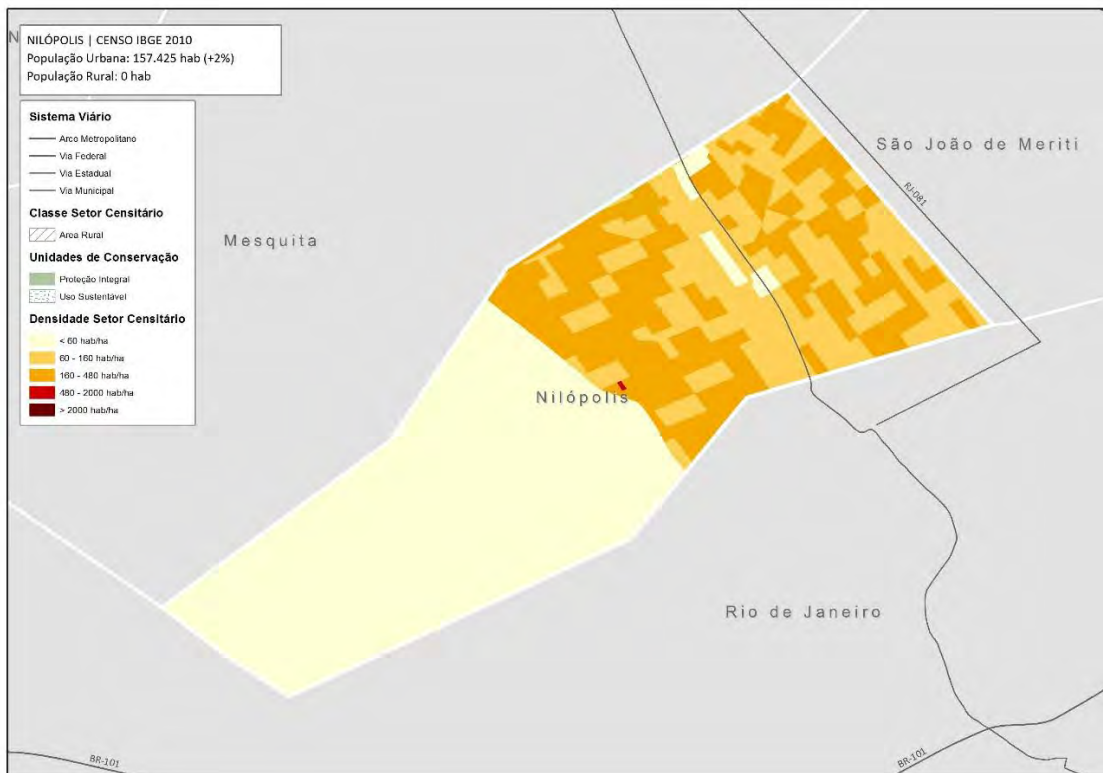 N
NILÓPOLIS | CENSO IBGE 2010
População Urbana: 157.425 hab (+2%)
População Rural: 0 hab
Sistema Viário
Arco Metropolitano
Via Federal
Via Estadual
Via Municipal
Classe Setor Censitário
Area Rural
Unidades de Conservação
Proteção Integral
Uso Sustentável
Densidade Setor Censitário
< 60 hab/ha
60 - 160 hab/ha
160 - 480 hab/ha
480 - 2000 hab/ha
> 2000 hab/ha
São João de Meriti
RJ-081
Mesquita
Nilópolis
Rio de Janeiro
BR-101
BR-101